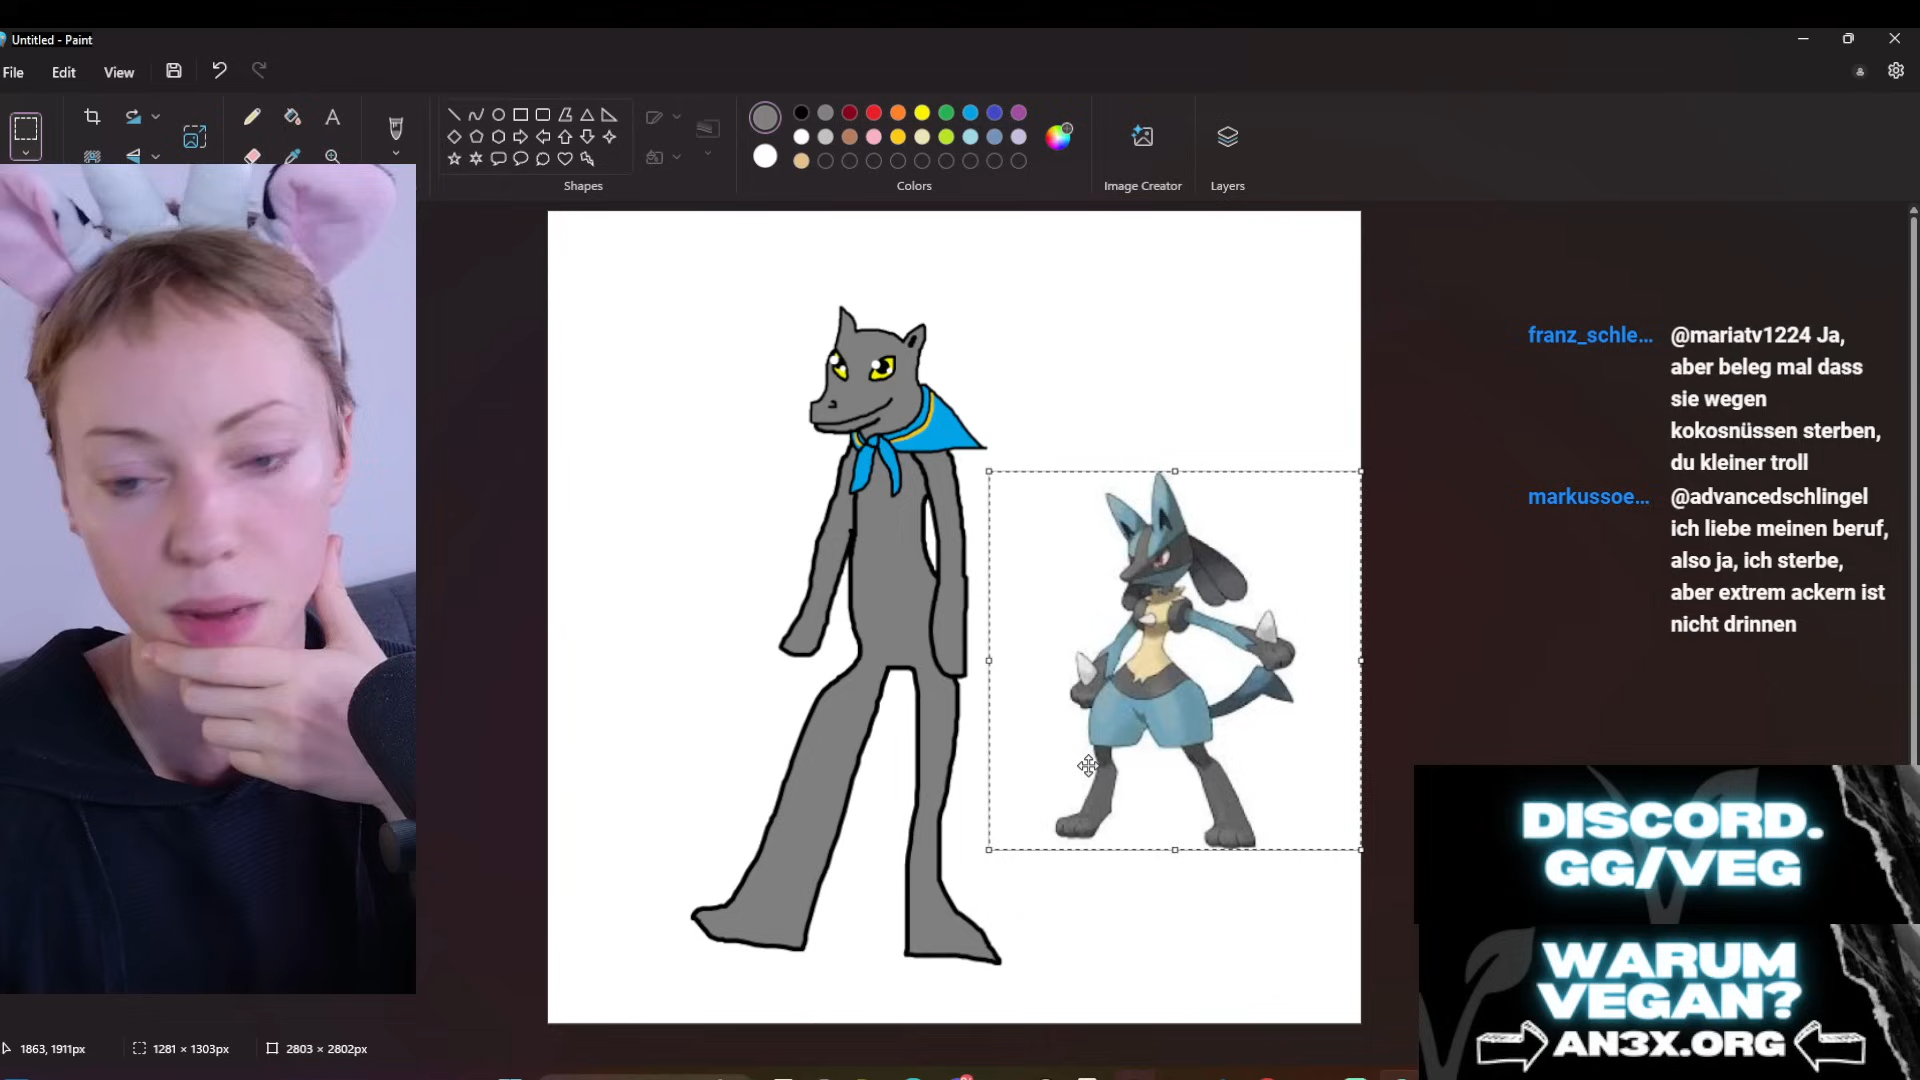 Untitled - Paint
File Edit View
Shapes
Colors
Image Creator
Layers
franz_schle... @mariatv1224 Ja,
aber beleg mal dass
sie wegen
kokosnüssen sterben,
du kleiner troll
markussoe... @advancedschlingel
ich liebe meinen beruf,
also ja, ich sterbe,
aber extrem ackern ist
nicht drinnen
DISCORD.
GG/VEG
WARUM
VEGAN?
AN3X.ORG
1863, 1911px 1281 × 1303px 2803 × 2802px